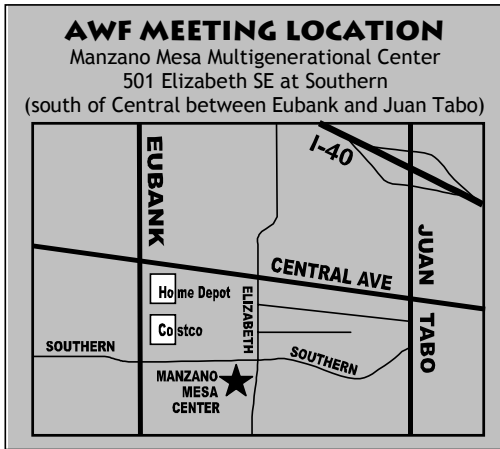 AWF MEETING LOCATION
Manzano Mesa Multigenerational Center
501 Elizabeth SE at Southern
(south of Central between Eubank and Juan Tabo)
EUBANK
I-40
JUAN TABO
CENTRAL AVE
Home Depot
ELIZABETH
Costco
SOUTHERN
SOUTHERN
MANZANO
MESA
CENTER